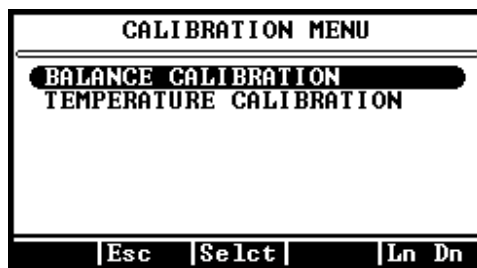 CALIBRATION MENU
BALANCE CALIBRATION
TEMPERATURE CALIBRATION
|Esc |Selct| |Ln Dn